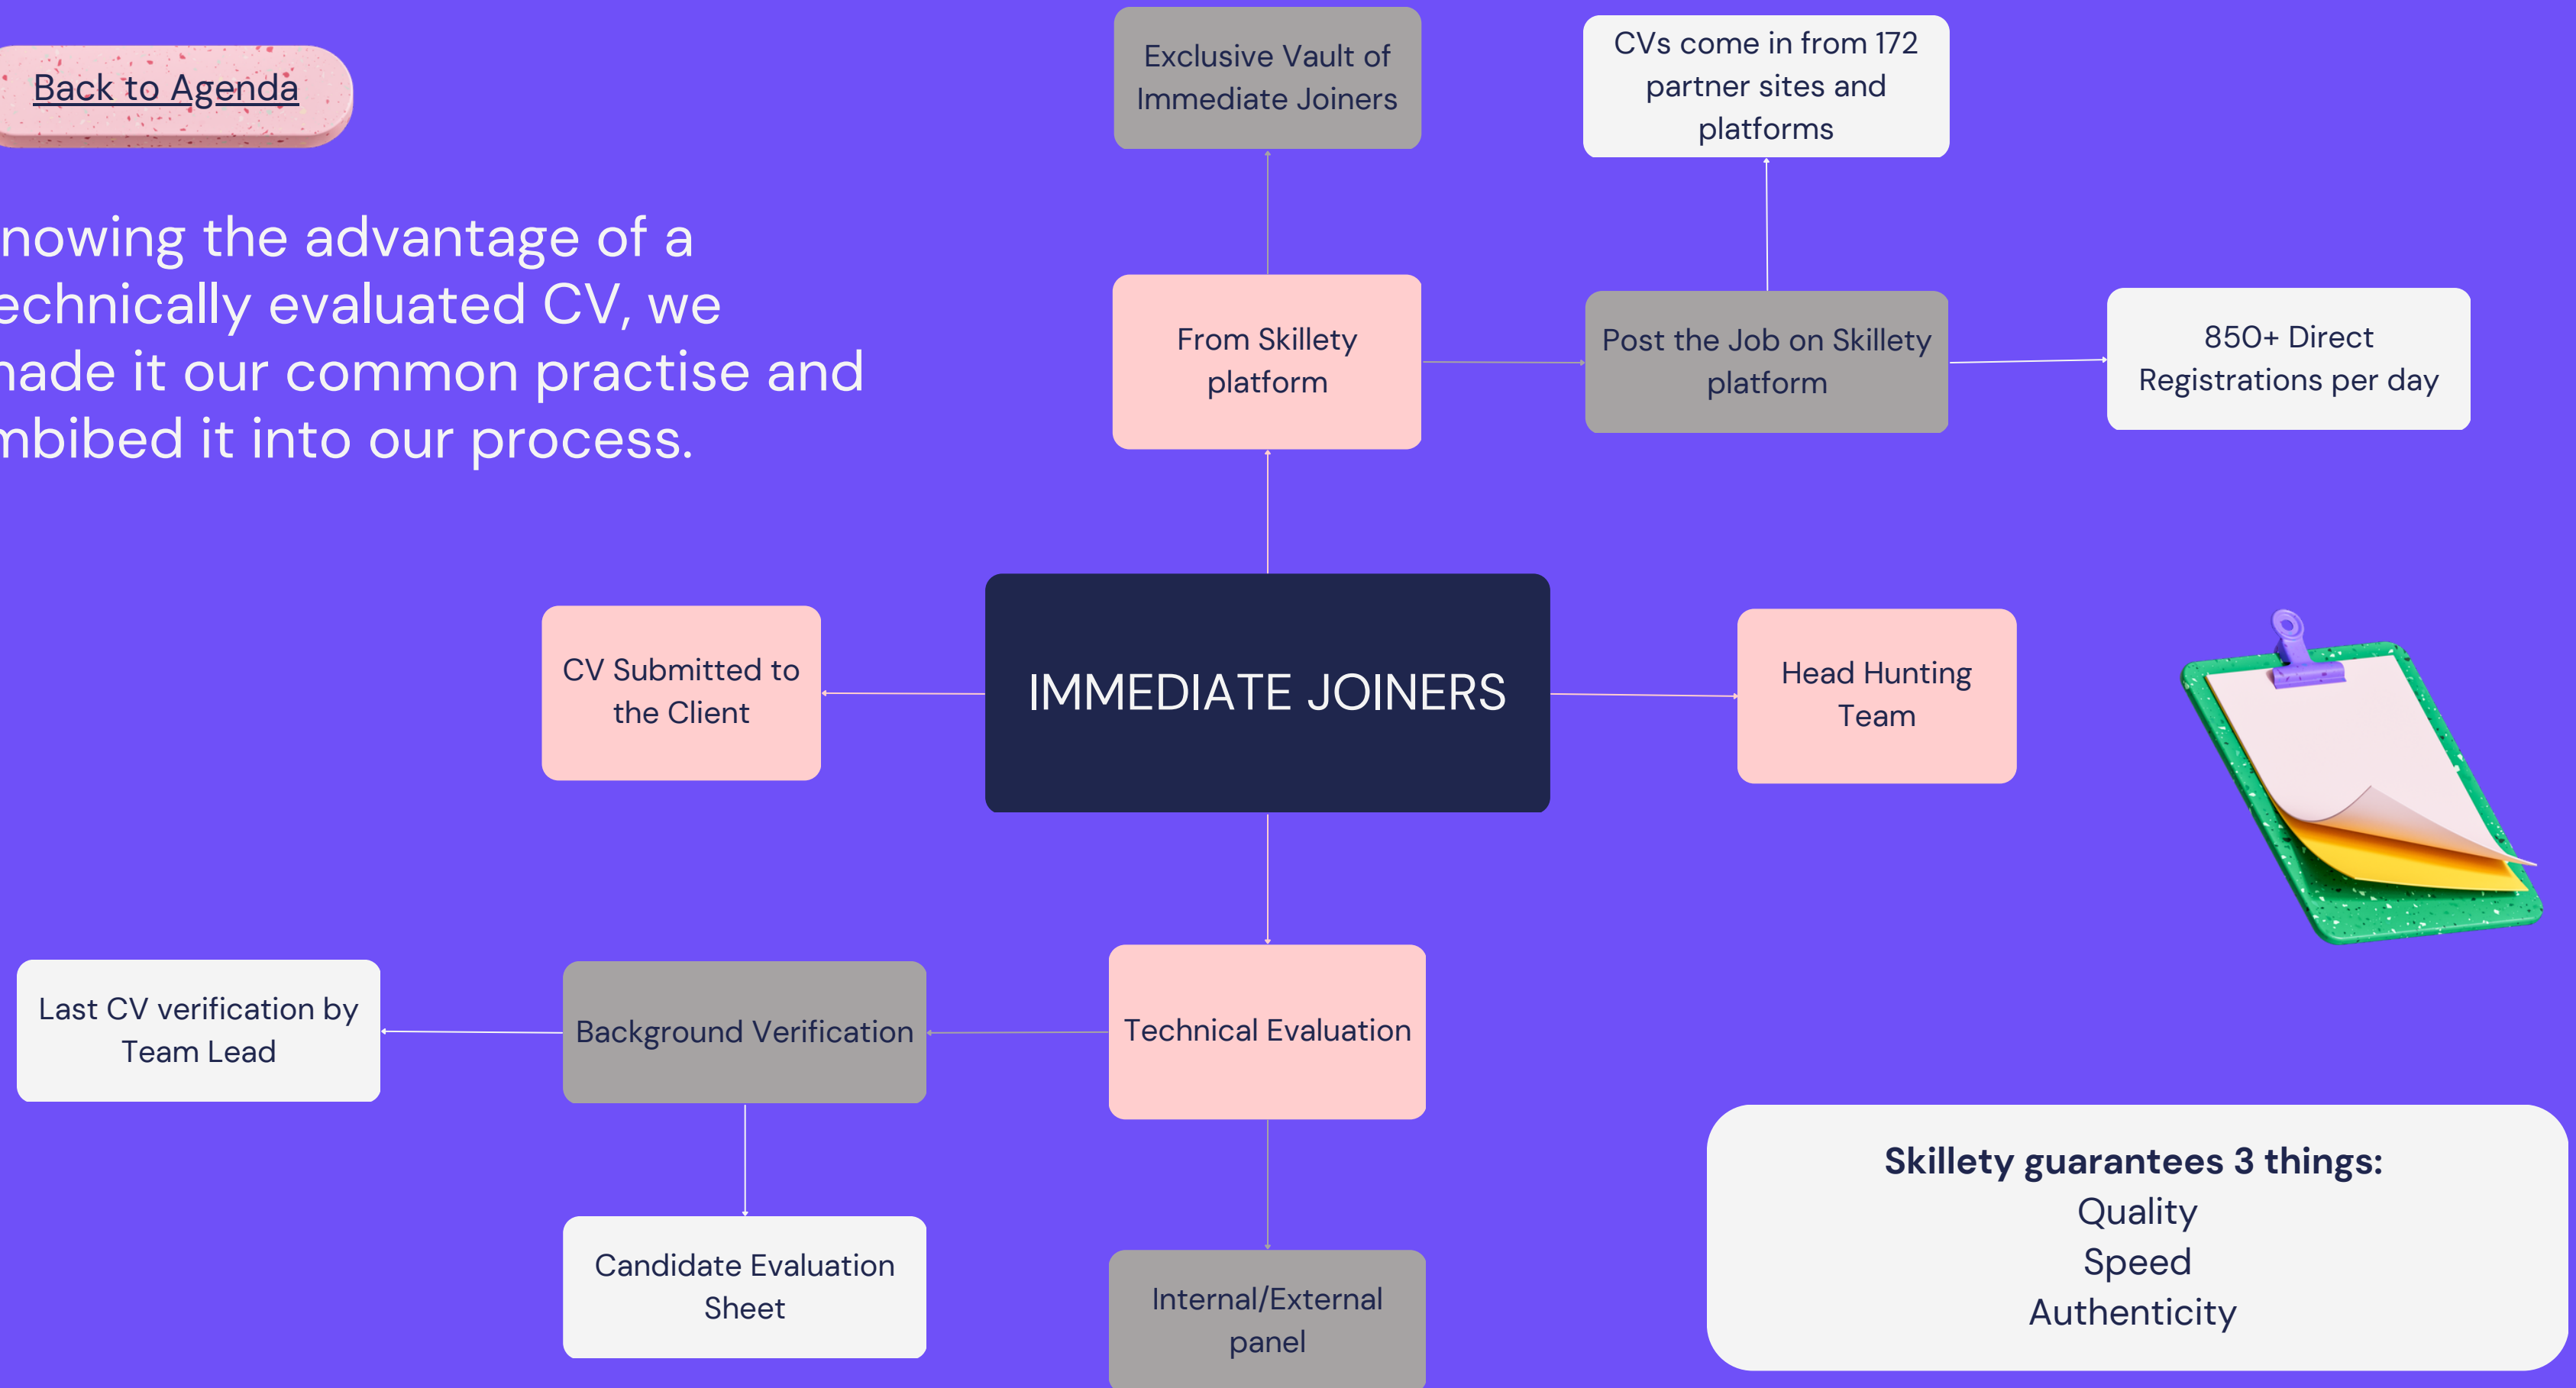 Back to Agenda
nowing the advantage of a
echnically evaluated CV, we
nade it our common practise and
mbibed it into our process.
Exclusive Vault of
Immediate Joiners
CVs come in from 172
partner sites and
platforms
From Skillety
platform
Post the Job on Skillety
platform
850+ Direct
Registrations per day
CV Submitted to
the Client
IMMEDIATE JOINERS
Head Hunting
Team
Last CV verification by
Team Lead
Background Verification
Technical Evaluation
Candidate Evaluation
Sheet
Internal/External
panel
Skillety guarantees 3 things:
Quality
Speed
Authenticity